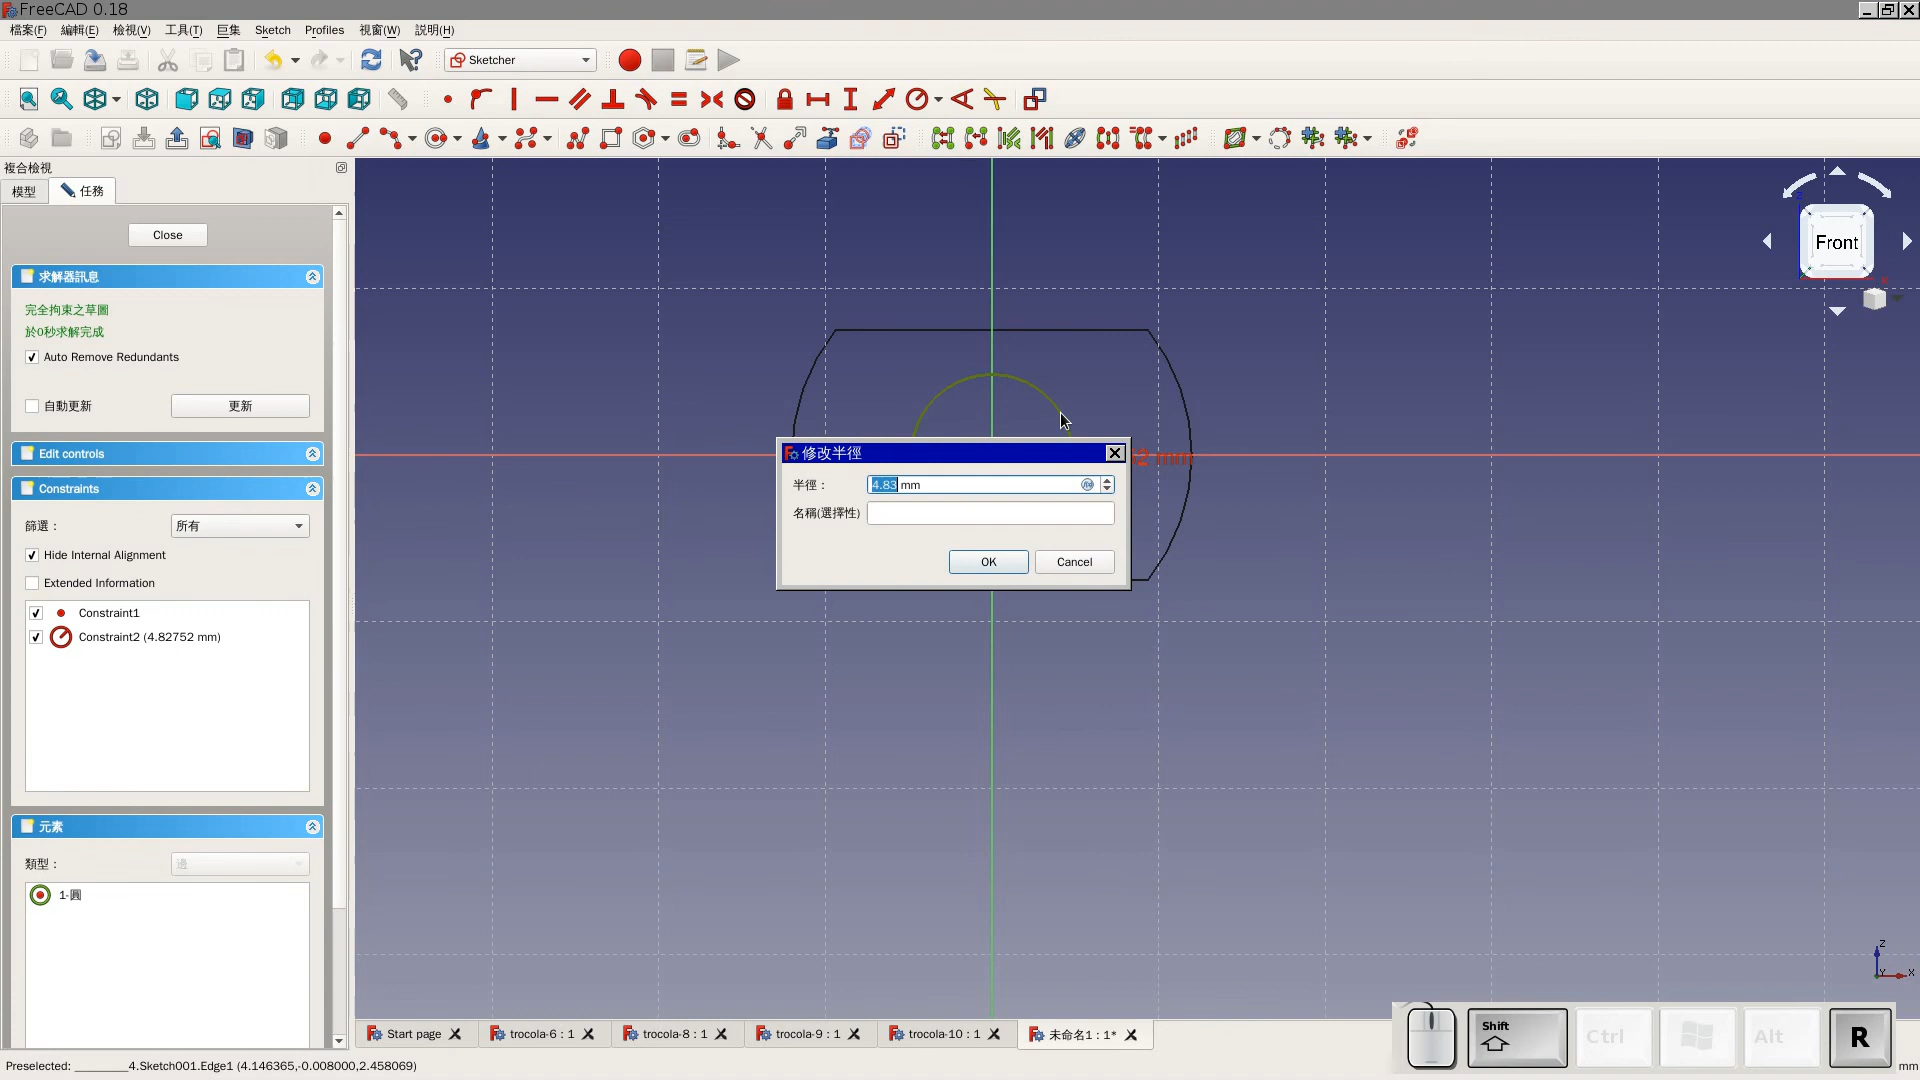 FreeCAD 0.18
檔案(F) 編輯(E) 檢視(V) 工具(T) 巨集 Sketch Profiles 視窗(W) 説明(H)
Sketcher
複合檢視
模型 任務
Close
求解器訊息
完全拘束之草圖
於0秒求解完成
Auto Remove Redundants
自動更新 更新
Edit controls
Constraints
篩選： 所有
Hide Internal Alignment
Extended Information
Constraint1
Constraint2 (4.82752 mm)
元素
類型： 邊
1-圓
Front
修改半徑
半徑： 4.83 mm
名稱(選擇性)
OK Cancel
mm
Z
Y
X
Start page trocola-6 : 1 trocola-8 : 1 trocola-9 : 1 trocola-10 : 1 未命名1 : 1*
Shift Ctrl Alt R
Preselected: ________4.Sketch001.Edge1 (4.146365,-0.008000,2.458069) mm